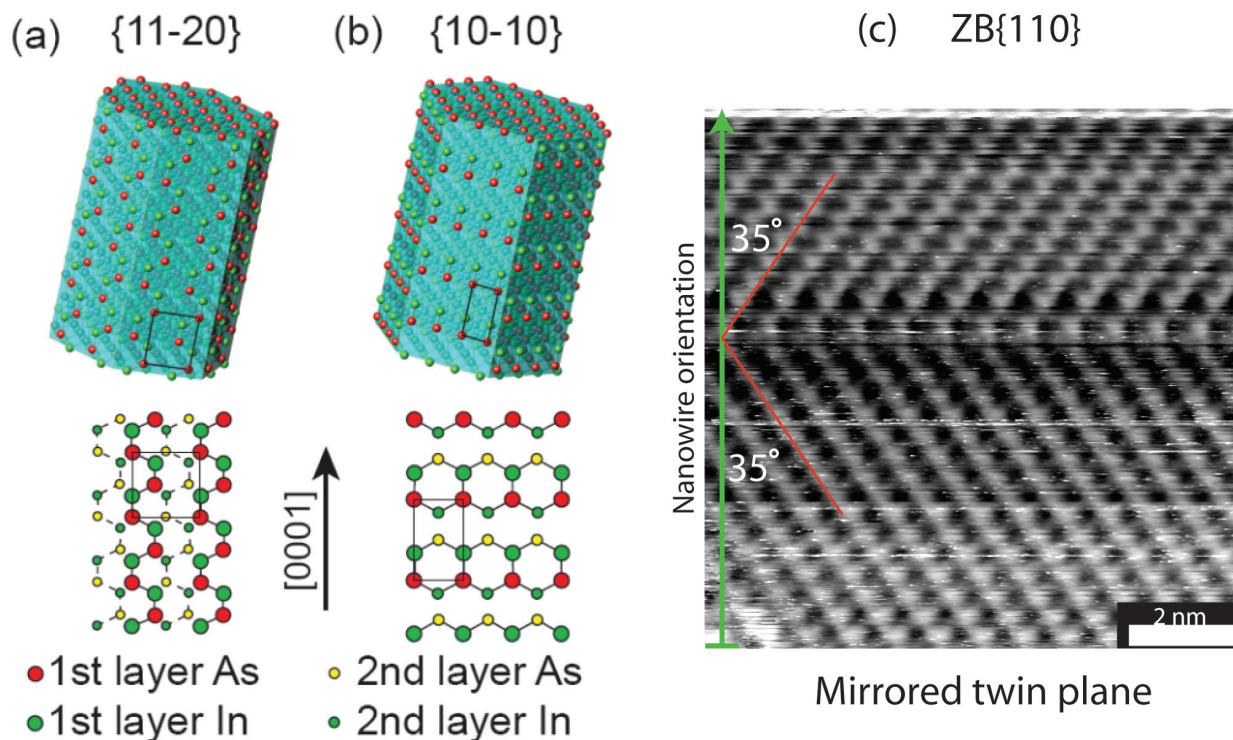 (a) {11-20}
(b) {10-10}
[0001]
1st layer As
1st layer In
2nd layer As
2nd layer In
(c) ZB{110}
Nanowire orientation
35°
35°
2 nm
Mirrored twin plane